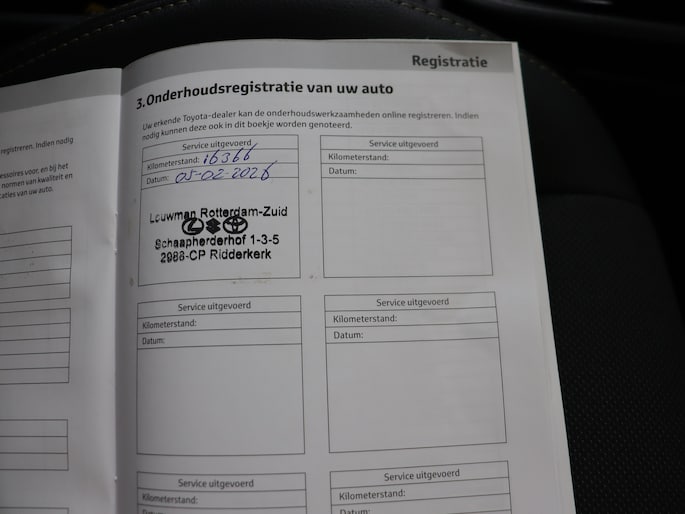 registreren. Indien nodig
essoires voor, en bij het
normen van kwaliteit en
caties van uw auto.
Registratie
3.Onderhoudsregistratie van uw auto
Uw erkende Toyota-dealer kan de onderhoudswerkzaamheden online registreren. Indien
nodig kunnen deze ook in dit boekje worden genoteerd.
Service uitgevoerd
Kilometerstand: 16366
Datum: 05-02-2026
Louwman Rotterdam-Zuid
Schaapherderhof 1-3-5
2988-CP Ridderkerk
Service uitgevoerd
Kilometerstand:
Datum:
Service uitgevoerd
Kilometerstand:
Datum:
Service uitgevoerd
Kilometerstand:
Datum:
Service uitgevoerd
Kilometerstand:
Datum:
Service uitgevoerd
Kilometerstand:
Datum: